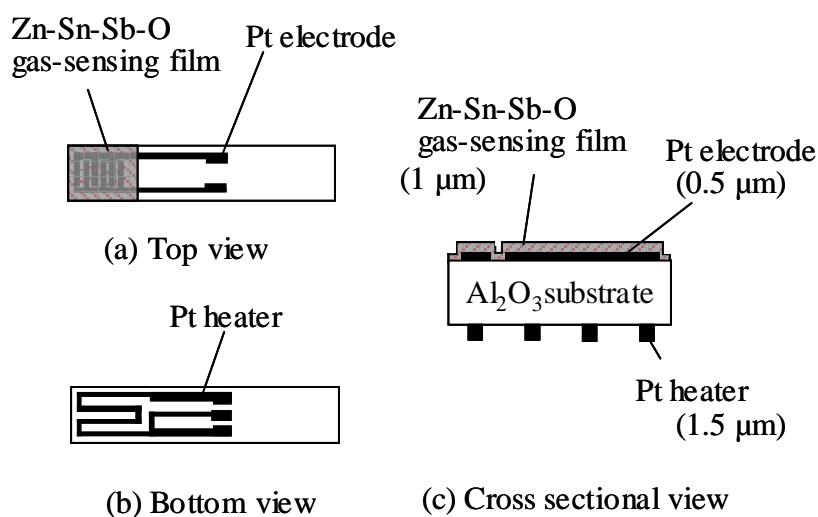 Zn-Sn-Sb-O
gas-sensing film
Pt electrode
(a) Top view
Pt heater
(b) Bottom view
Zn-Sn-Sb-O
gas-sensing film
(1 μm)
Pt electrode
(0.5 μm)
Al₂O₃substrate
Pt heater
(1.5 μm)
(c) Cross sectional view